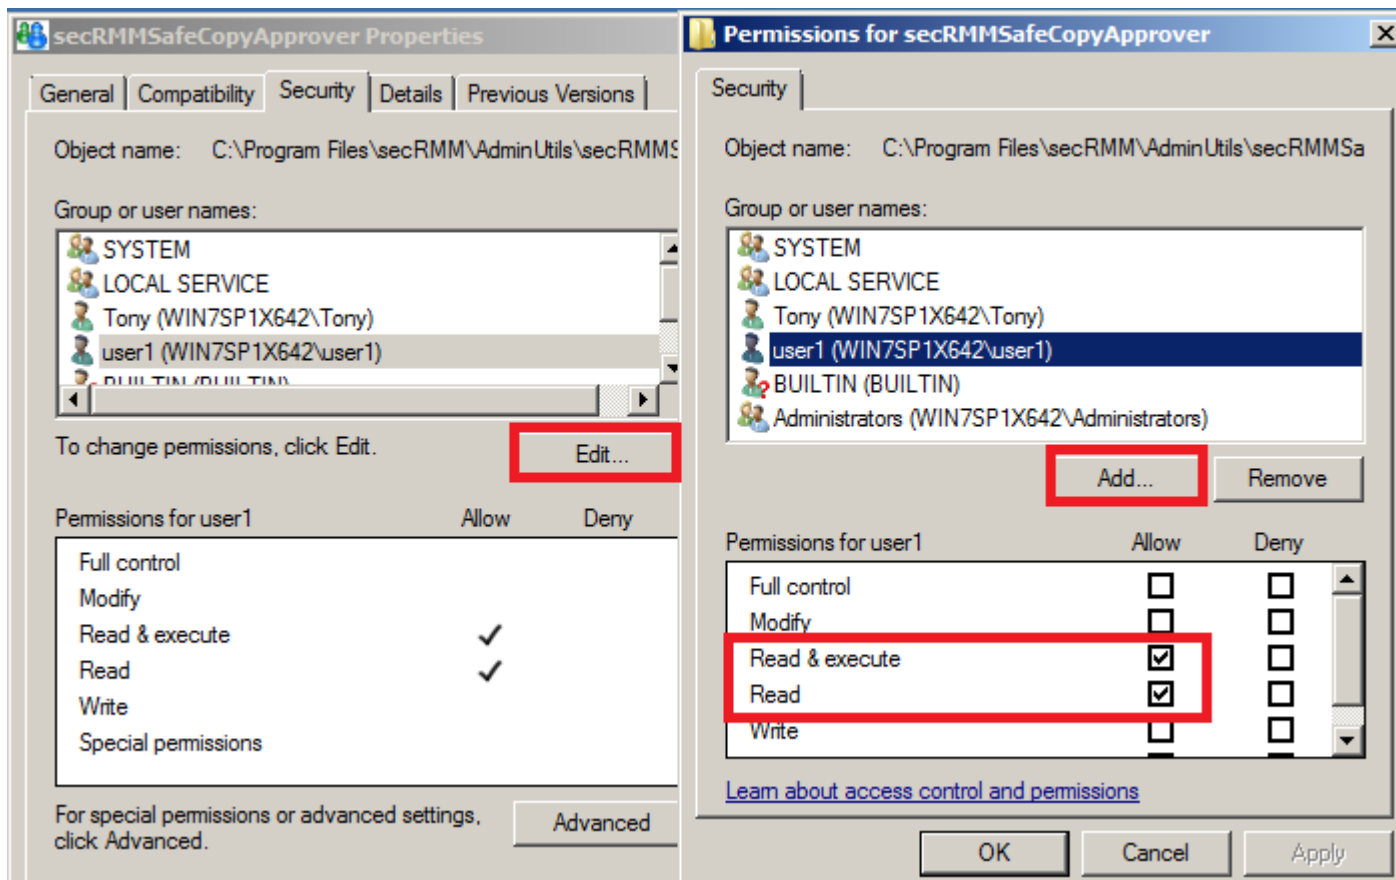 secRMMSafeCopyApprover Properties
General
Compatibility
Security
Details
Previous Versions
Object name: C:\Program Files\secRMM\AdminUtils\secRMMS
Group or user names:
SYSTEM
LOCAL SERVICE
Tony (WIN7SP1X642\Tony)
user1 (WIN7SP1X642\user1)
BUILTIN (BUILTIN)
To change permissions, click Edit.
Edit...
Permissions for user1 Allow Deny
Full control
Modify
Read & execute
Read
Write
Special permissions
For special permissions or advanced settings,
click Advanced.
Advanced
Permissions for secRMMSafeCopyApprover
Security
Object name: C:\Program Files\secRMM\AdminUtils\secRMMSa
Group or user names:
SYSTEM
LOCAL SERVICE
Tony (WIN7SP1X642\Tony)
user1 (WIN7SP1X642\user1)
BUILTIN (BUILTIN)
Administrators (WIN7SP1X642\Administrators)
Add...
Remove
Permissions for user1 Allow Deny
Full control
Modify
Read & execute
Read
Write
Learn about access control and permissions
OK
Cancel
Apply